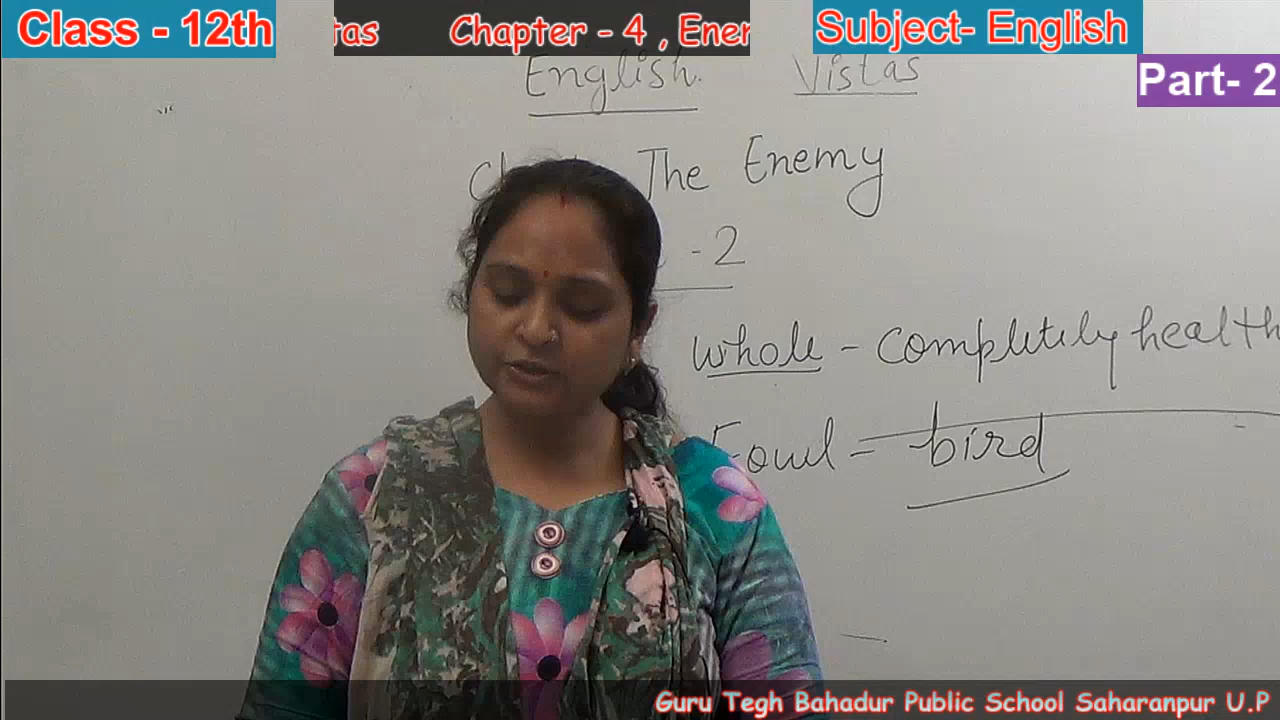 Class - 12th
tas Chapter - 4 , Ener
Subject- English
Part- 2
English Vistas
The Enemy
- 2
whole - completely health
Fowl = bird
Guru Tegh Bahadur Public School Saharanpur U.P